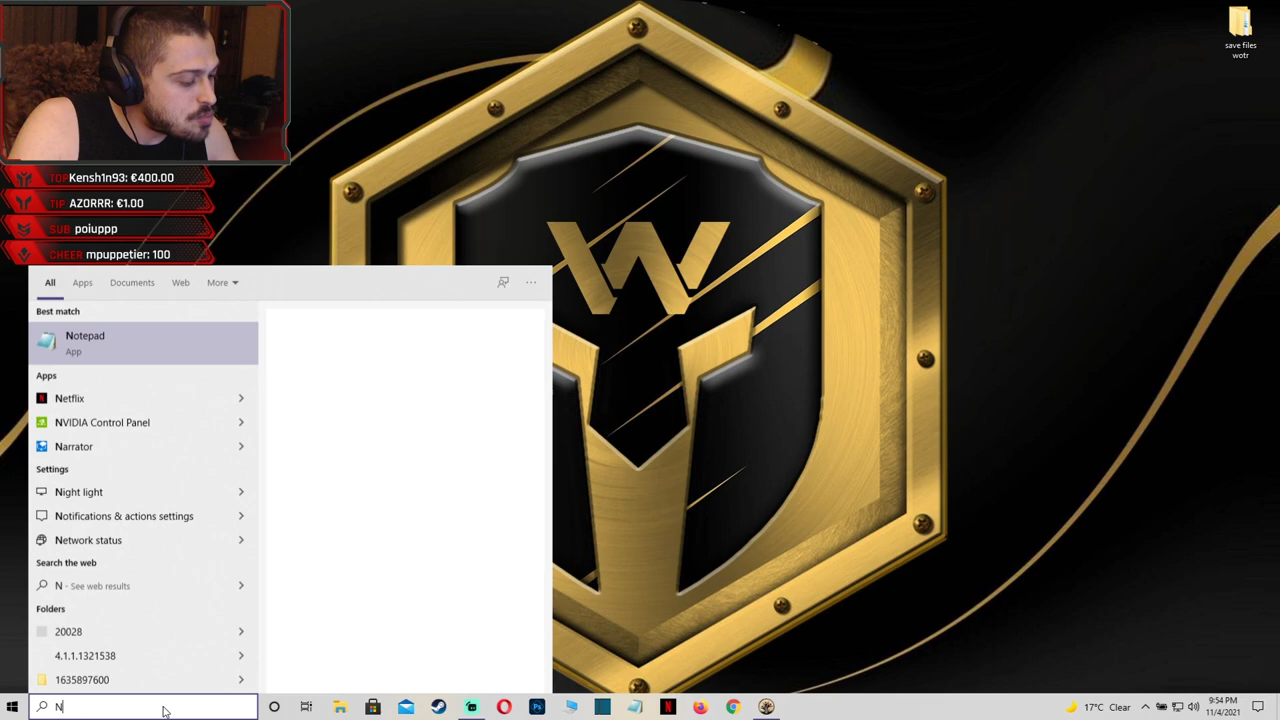 TOP Kensh1n93: €400.00
TIP AZORRR: €1.00
SUB poiuppp
CHEER mpuppetier: 100
save files
wotr
W
All Apps Documents Web More
Best match
Notepad
App
Apps
Netflix
NVIDIA Control Panel
Narrator
Settings
Night light
Notifications & actions settings
Network status
Search the web
N - See web results
Folders
20028
4.1.1.1321538
1635897600
N
17°C Clear
9:54 PM
11/4/2021